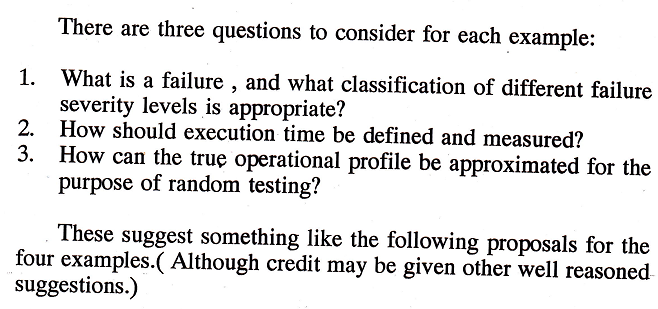 There are three questions to consider for each example:
1. What is a failure , and what classification of different failure
severity levels is appropriate?
2. How should execution time be defined and measured?
3. How can the true operational profile be approximated for the
purpose of random testing?
These suggest something like the following proposals for the
four examples.( Although credit may be given other well reasoned
suggestions.)